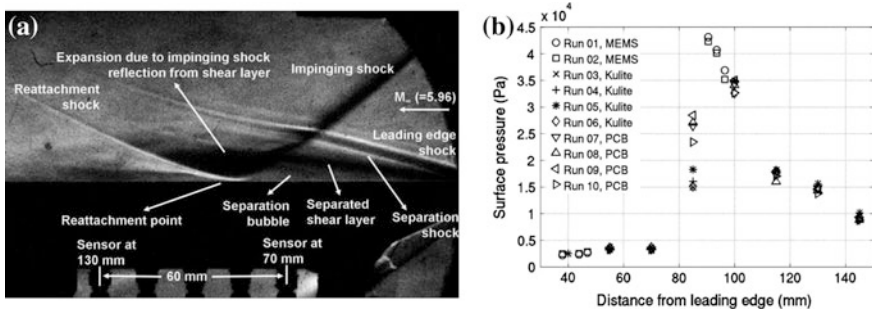 (a)
Expansion due to impinging shock
reflection from shear layer
Impinging shock
Reattachment
shock
M∞ (=5.96)
Leading edge
shock
Reattachment point
Separation
bubble
Separated
shear layer
Separation
shock
Sensor at
130 mm
60 mm
Sensor at
70 mm
(b)
x 10⁴
4.5
4.0
3.5
3.0
2.5
2.0
1.5
1.0
0.5
0.0
Surface pressure (Pa)
Run 01, MEMS
Run 02, MEMS
Run 03, Kulite
Run 04, Kulite
Run 05, Kulite
Run 06, Kulite
Run 07, PCB
Run 08, PCB
Run 09, PCB
Run 10, PCB
40 60 80 100 120 140
Distance from leading edge (mm)